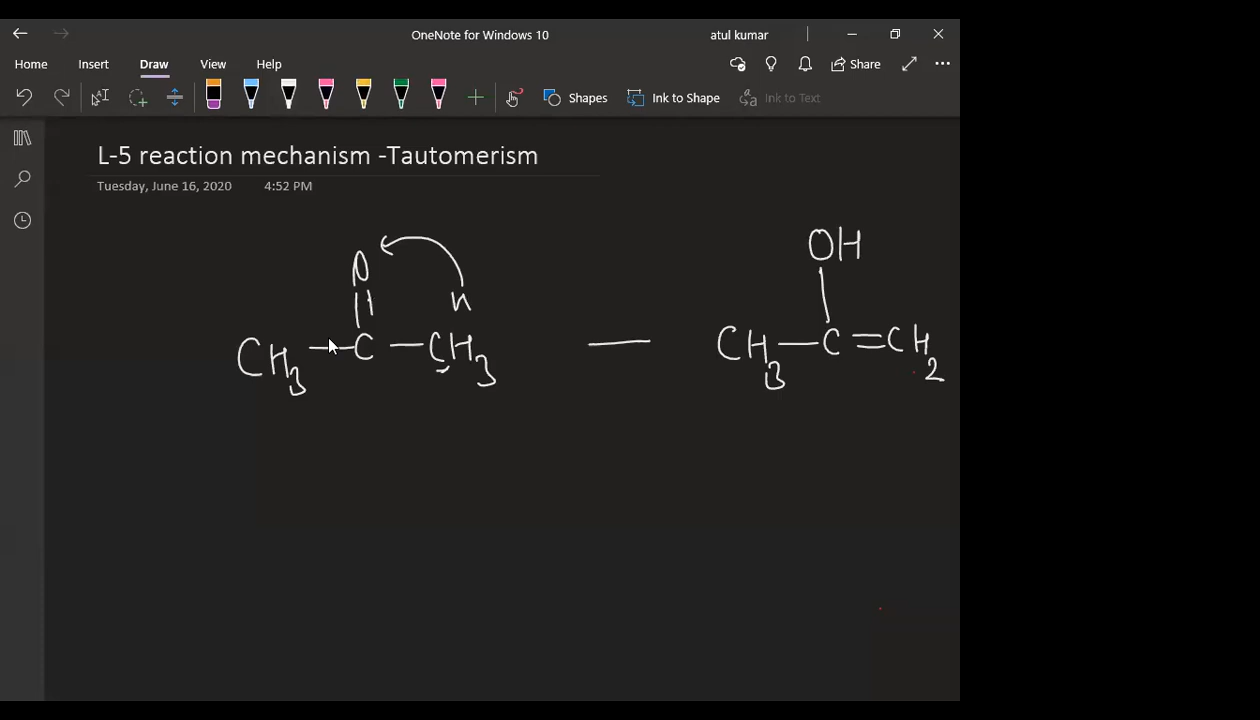 OneNote for Windows 10
atul kumar
Home Insert Draw View Help
Share
Shapes Ink to Shape Ink to Text
L-5 reaction mechanism -Tautomerism
Tuesday, June 16, 2020 4:52 PM
O
H
CH3 — C — CH3
OH
CH3 — C = CH2